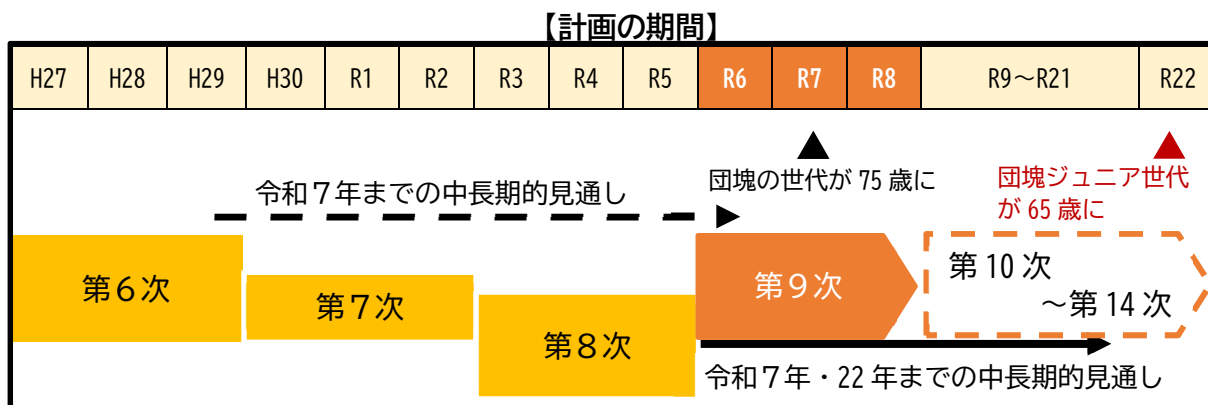 【計画の期間】
H27 H28 H29 H30 R1 R2 R3 R4 R5 R6 R7 R8 R9～R21 R22
令和７年までの中長期的見通し
団塊の世代が 75 歳に
団塊ジュニア世代
が 65 歳に
第６次
第７次
第８次
第９次
第 10 次
～第 14 次
令和７年・22 年までの中長期的見通し